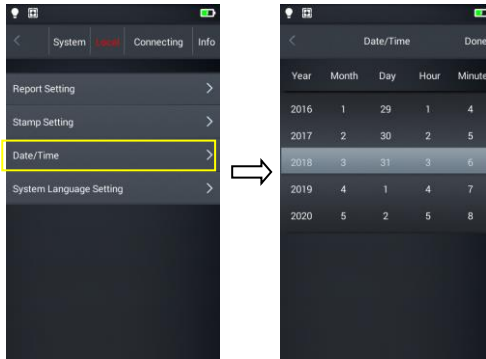 System Local Connecting Info
Report Setting
Stamp Setting
Date/Time
System Language Setting
Date/Time Done
Year Month Day Hour Minute
2016 1 29 1 4
2017 2 30 2 5
2018 3 31 3 6
2019 4 1 4 7
2020 5 2 5 8